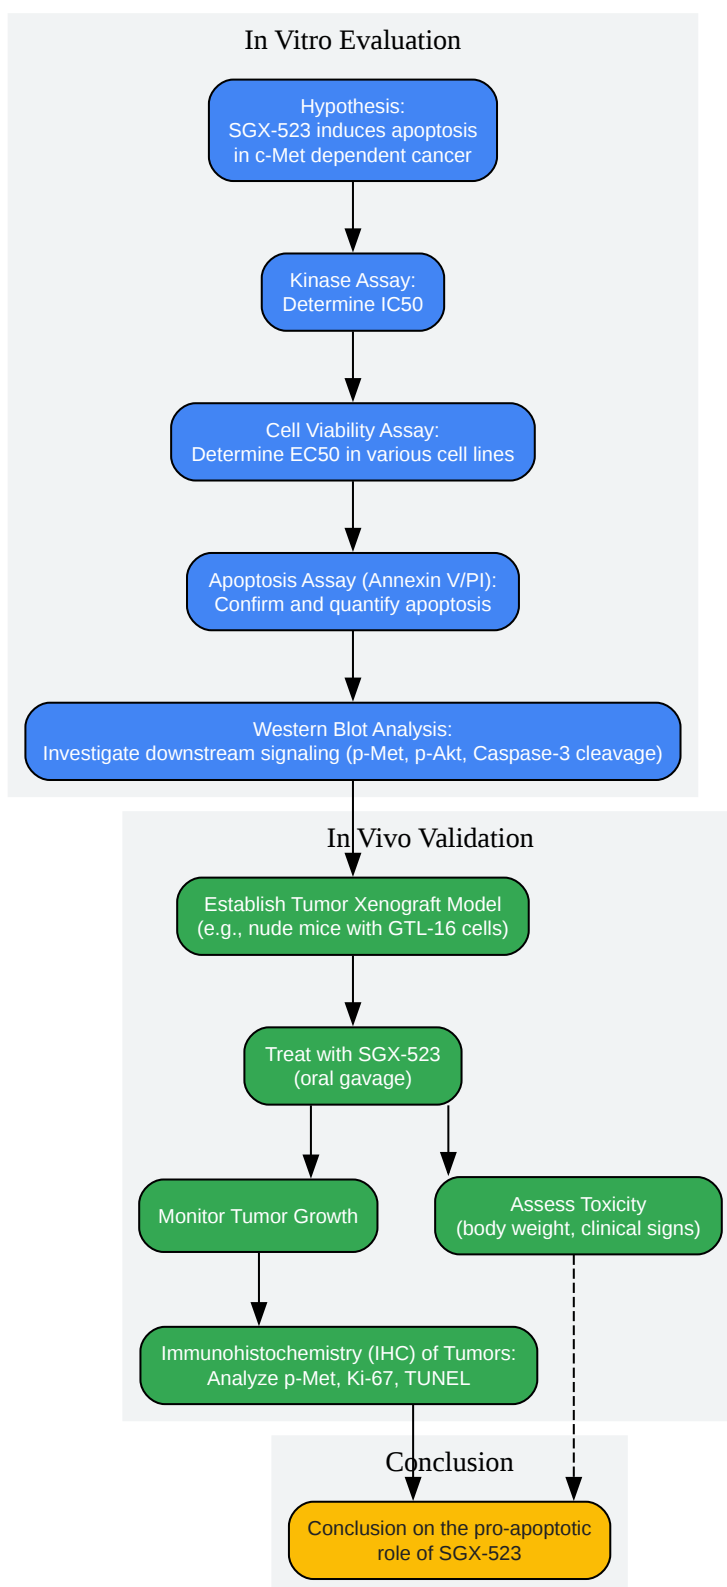 In Vitro Evaluation
Hypothesis:
SGX-523 induces apoptosis
in c-Met dependent cancer
Kinase Assay:
Determine IC50
Cell Viability Assay:
Determine EC50 in various cell lines
Apoptosis Assay (Annexin V/PI):
Confirm and quantify apoptosis
Western Blot Analysis:
Investigate downstream signaling (p-Met, p-Akt, Caspase-3 cleavage)
In Vivo Validation
Establish Tumor Xenograft Model
(e.g., nude mice with GTL-16 cells)
Treat with SGX-523
(oral gavage)
Monitor Tumor Growth
Assess Toxicity
(body weight, clinical signs)
Immunohistochemistry (IHC) of Tumors:
Analyze p-Met, Ki-67, TUNEL
Conclusion
Conclusion on the pro-apoptotic
role of SGX-523